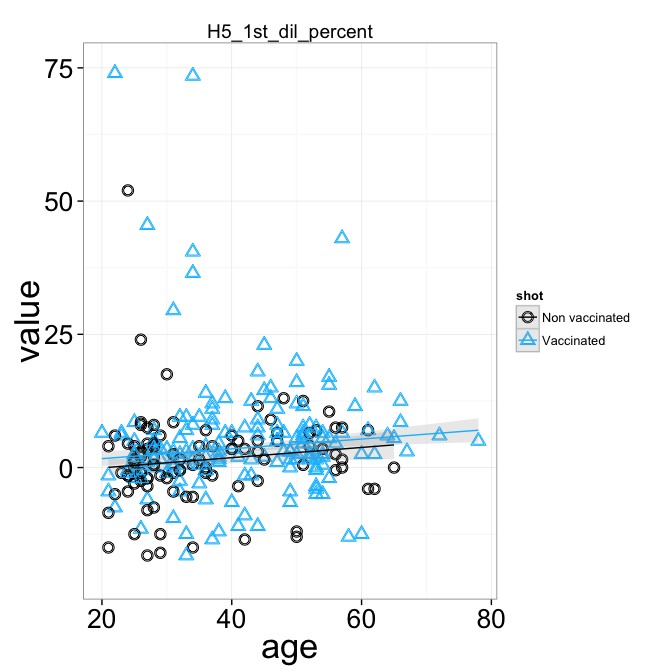 H5_1st_dil_percent
75
50
25
0
value
20 40 60 80
age
shot
Non vaccinated
Vaccinated